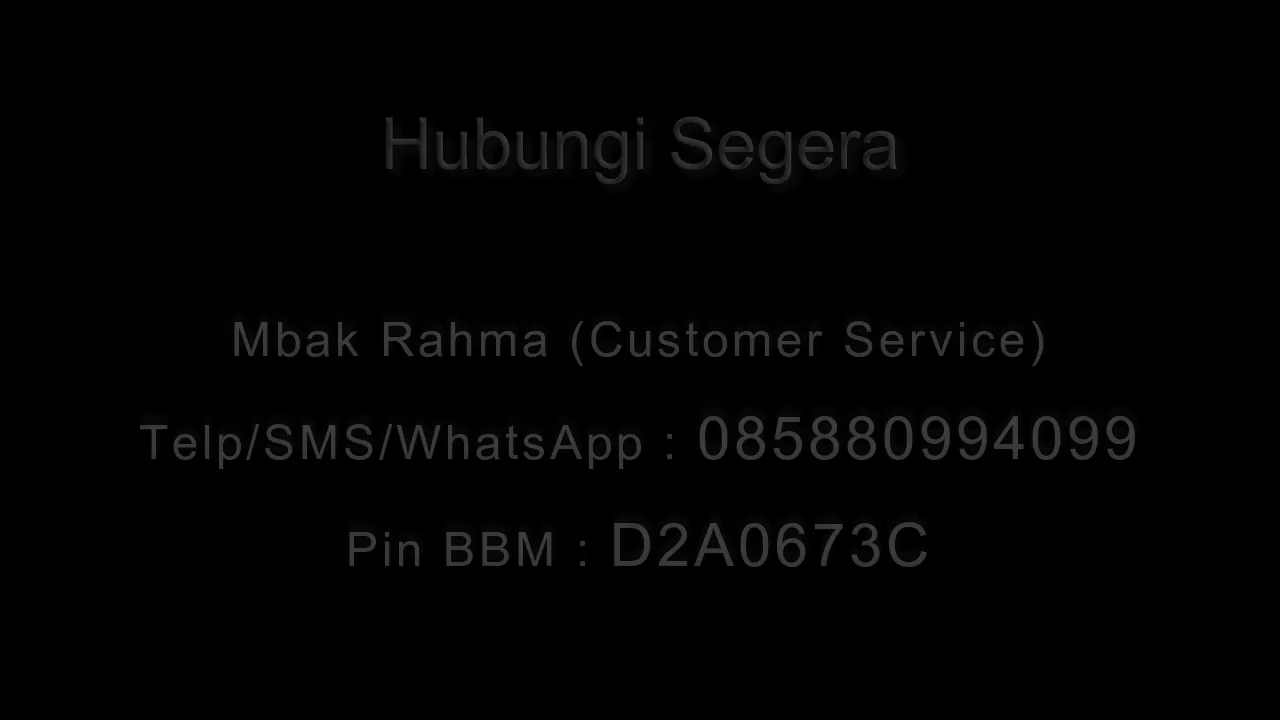 Hubungi Segera
Mbak Rahma (Customer Service)
Telp/SMS/WhatsApp : 085880994099
Pin BBM : D2A0673C